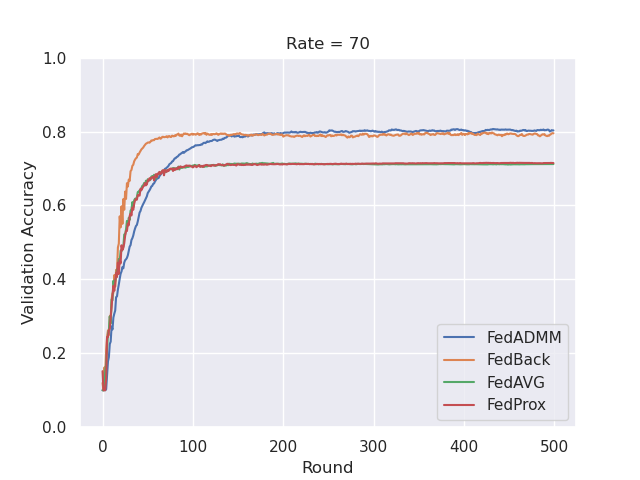 Rate = 70
Validation Accuracy
1.0
0.8
0.6
0.4
0.2
0.0
0
100
200
300
400
500
Round
FedADMM
FedBack
FedAVG
FedProx